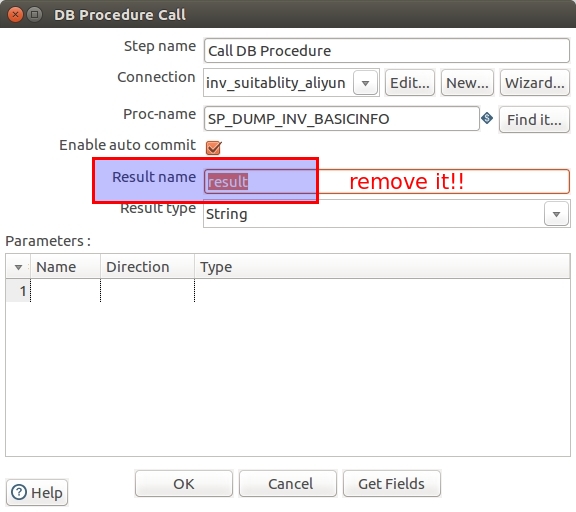 DB Procedure Call
Step name Call DB Procedure
Connection inv_suitablity_aliyun Edit... New... Wizard...
Proc-name SP_DUMP_INV_BASICINFO Find it...
Enable auto commit
Result name result remove it!!
Result type String
Parameters :
Name Direction Type
1
OK Cancel Get Fields
Help